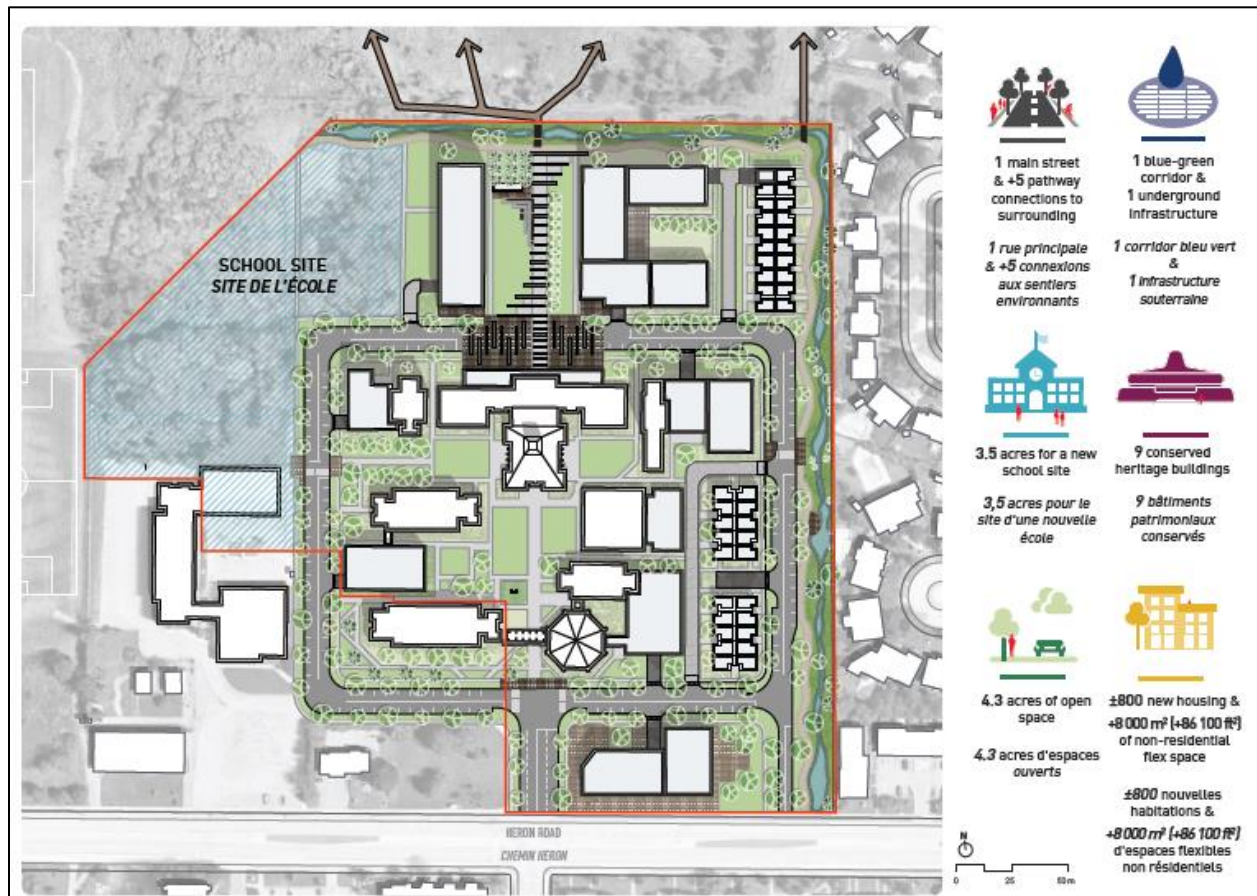 SCHOOL SITE
SITE DE L'ÉCOLE
HERON ROAD
CHEMIN HERON
1 main street
& +5 pathway
connections to
surrounding
1 rue principale
& +5 connexions
aux sentiers
environnants
1 blue-green
corridor &
1 underground
infrastructure
1 corridor bleu vert
&
1 infrastructure
souterraine
3.5 acres for a new
school site
3,5 acres pour le
site d'une nouvelle
école
9 conserved
heritage buildings
9 bâtiments
patrimoniaux
conservés
4.3 acres of open
space
4.3 acres d'espaces
ouverts
±800 new housing &
+8 000 m² (+86 100 ft²)
of non-residential
flex space
±800 nouvelles
habitations &
+8 000 m² (+86 100 ft²)
d'espaces flexibles
non résidentiels
N
0 25 50 m